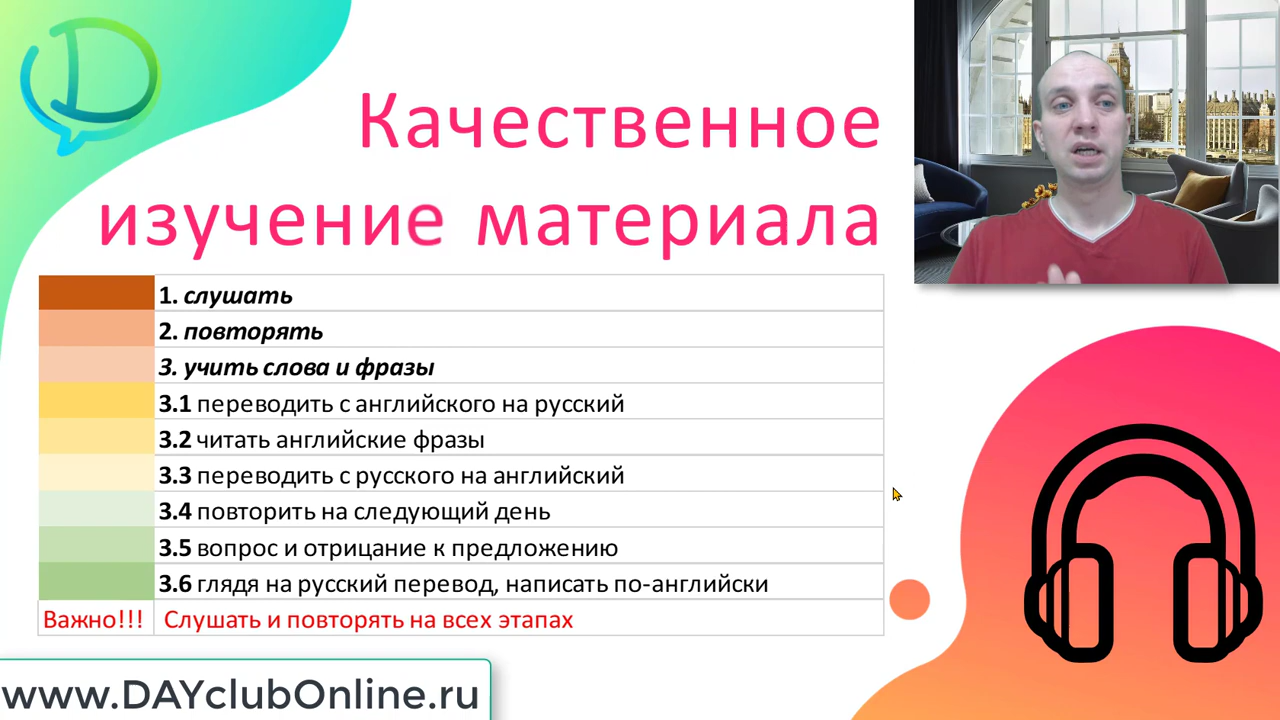 Качественное
изучение материала
1. слушать
2. повторять
3. учить слова и фразы
3.1 переводить с английского на русский
3.2 читать английские фразы
3.3 переводить с русского на английский
3.4 повторить на следующий день
3.5 вопрос и отрицание к предложению
3.6 глядя на русский перевод, написать по-английски
Важно!!! Слушать и повторять на всех этапах
www.DAYclubOnline.ru